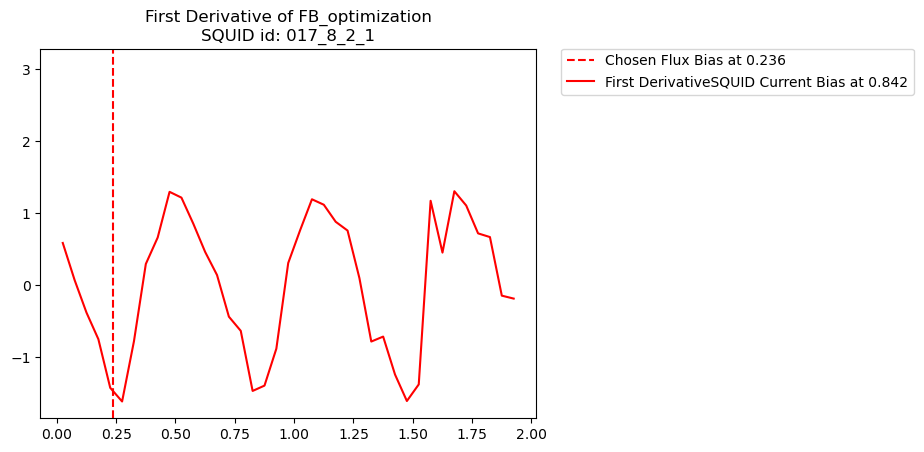 First Derivative of FB_optimization
SQUID id: 017_8_2_1
Chosen Flux Bias at 0.236
First DerivativeSQUID Current Bias at 0.842
3
2
1
0
−1
0.00 0.25 0.50 0.75 1.00 1.25 1.50 1.75 2.00